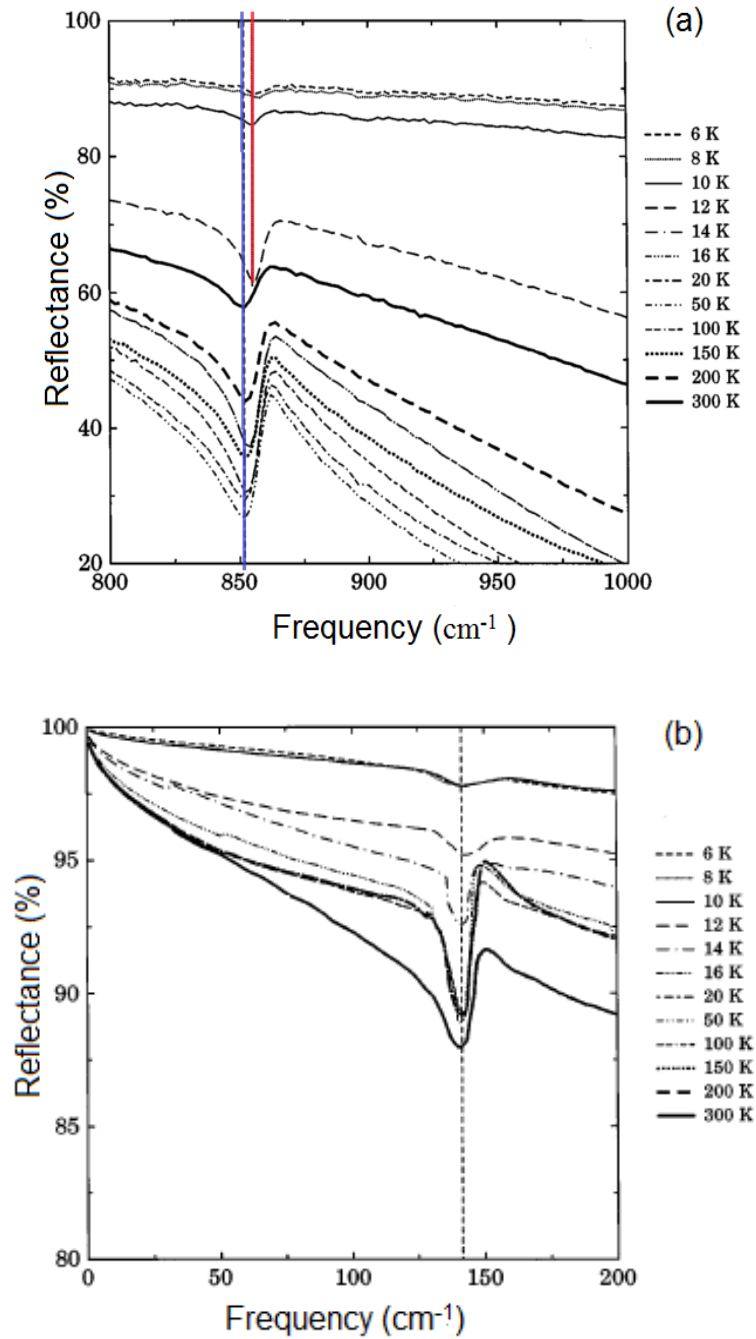 (a)
100
80
60
40
20
800
850
900
950
1000
Reflectance (%)
Frequency (cm-1 )
6 K
8 K
10 K
12 K
14 K
16 K
20 K
50 K
100 K
150 K
200 K
300 K
(b)
100
95
90
85
80
0
50
100
150
200
Reflectance (%)
Frequency (cm-1)
6 K
8 K
10 K
12 K
14 K
16 K
20 K
50 K
100 K
150 K
200 K
300 K